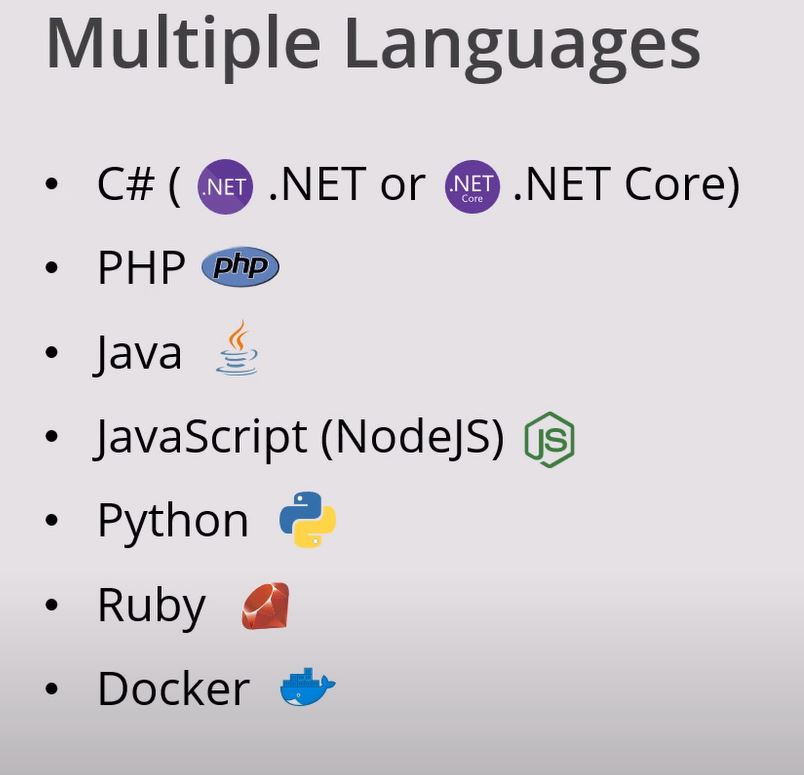 Multiple Languages
• C# ( .NET .NET or .NET Core .NET Core)
• PHP php
• Java
• JavaScript (NodeJS) JS
• Python
• Ruby
• Docker